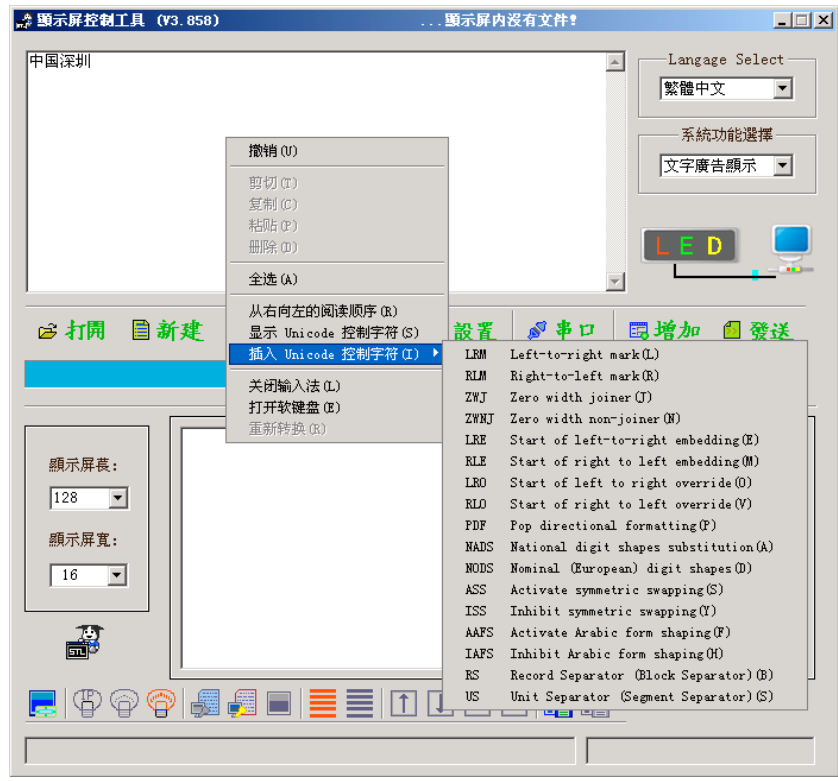 顯示屏控制工具 (V3.858) ...顯示屏内没有文件!
中国深圳
Langage Select
繁體中文
系統功能選擇
文字廣告顯示
LED
撤销(U)
剪切(T)
复制(C)
粘贴(P)
删除(D)
全选(A)
从右向左的阅读顺序(R)
显示 Unicode 控制字符(S)
插入 Unicode 控制字符(I)
关闭输入法(L)
打开软键盘(E)
重新转换(R)
打開 新建 設置 串口 增加 發送
LRM Left-to-right mark(L)
RLM Right-to-left mark(R)
ZWJ Zero width joiner(J)
ZWNJ Zero width non-joiner(N)
LRE Start of left-to-right embedding(E)
RLE Start of right to left embedding(M)
LRO Start of left to right override(O)
RLO Start of right to left override(V)
PDF Pop directional formatting(P)
NADS National digit shapes substitution(A)
NODS Nominal (European) digit shapes(D)
ASS Activate symmetric swapping(S)
ISS Inhibit symmetric swapping(Y)
AAFS Activate Arabic form shaping(F)
IAFS Inhibit Arabic form shaping(H)
RS Record Separator (Block Separator)(B)
US Unit Separator (Segment Separator)(S)
顯示屏萇:
128
顯示屏寬:
16
STL